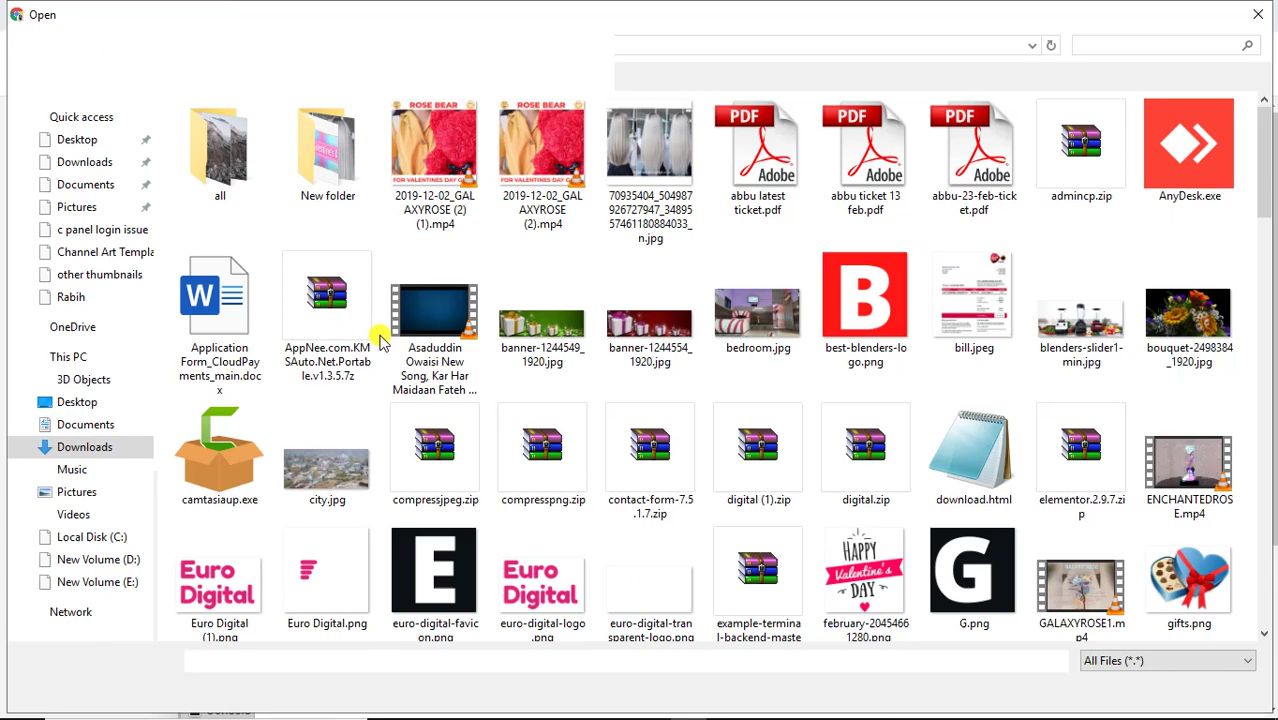 Open
Quick access
Desktop
Downloads
Documents
Pictures
c panel login issue
Channel Art Templa
other thumbnails
Rabih
OneDrive
This PC
3D Objects
Desktop
Documents
Downloads
Music
Pictures
Videos
Local Disk (C:)
New Volume (D:)
New Volume (E:)
Network
all
New folder
ROSE BEAR
FOR VALENTINES DAY
2019-12-02_GAL
AXYROSE (2)
(1).mp4
ROSE BEAR
FOR VALENTINES DAY
2019-12-02_GAL
AXYROSE
(2).mp4
70935404_504987
926727947_34895
57461180884033_
n.jpg
PDF
Adobe
abbu latest
ticket.pdf
PDF
Adobe
abbu ticket 13
feb.pdf
PDF
Adobe
abbu-23-feb-tick
et.pdf
admincp.zip
AnyDesk.exe
W
Application
Form_CloudPay
ments_main.doc
x
AppNee.com.KM
SAuto.Net.Portab
le.v1.3.5.7z
Asaduddin
Owaisi New
Song, Kar Har
Maidaan Fateh ...
banner-1244549_
1920.jpg
banner-1244554_
1920.jpg
bedroom.jpg
B
best-blenders-lo
go.png
bill.jpeg
blenders-slider1-
min.jpg
bouquet-2498384
_1920.jpg
camtasiaup.exe
city.jpg
compressjpeg.zip
compresspng.zip
contact-form-7.5
.1.7.zip
digital (1).zip
digital.zip
download.html
elementor.2.9.7.zi
p
ENCHANTEDROS
E.mp4
Euro
Digital
Euro Digital
(1).png
Euro Digital.png
E
euro-digital-favic
on.png
Euro
Digital
euro-digital-logo
.png
euro-digital-tran
sparent-logo.png
example-termina
l-backend-maste
HAPPY
Valentine's
DAY
february-2045466
1280.png
G
G.png
GALAXYROSE1.m
p4
gifts.png
All Files (*.*)